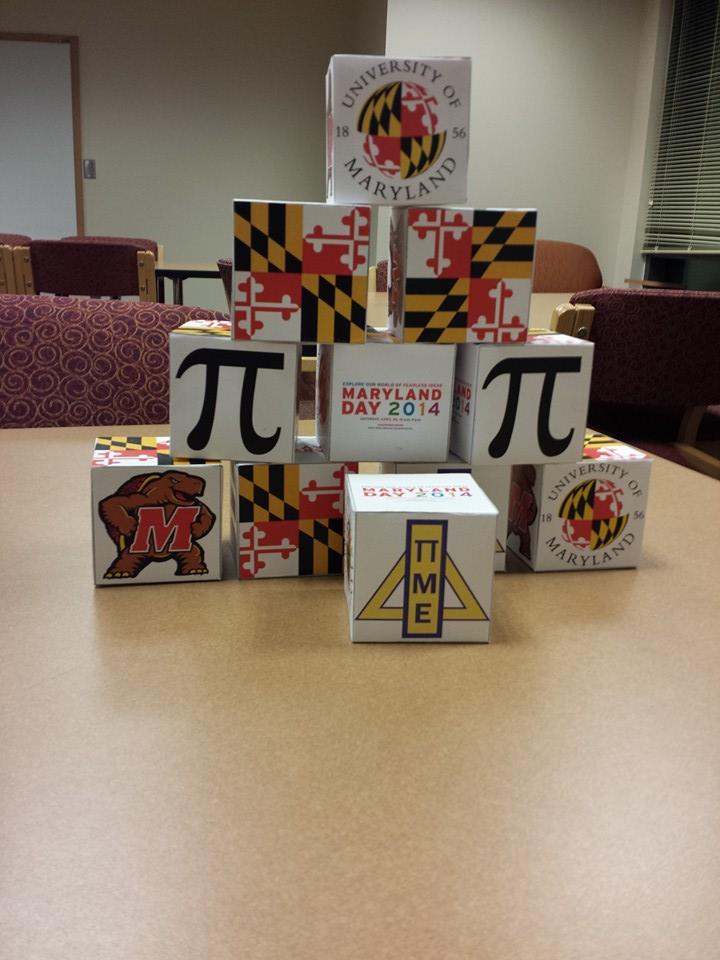 UNIVERSITY OF
18 56
MARYLAND
π
EXPLORE OUR WORLD OF FEARLESS IDEAS
MARYLAND
DAY 2014
π
M
MARYLAND
DAY 2014
ΠΜΕ
UNIVERSITY OF
18 56
MARYLAND